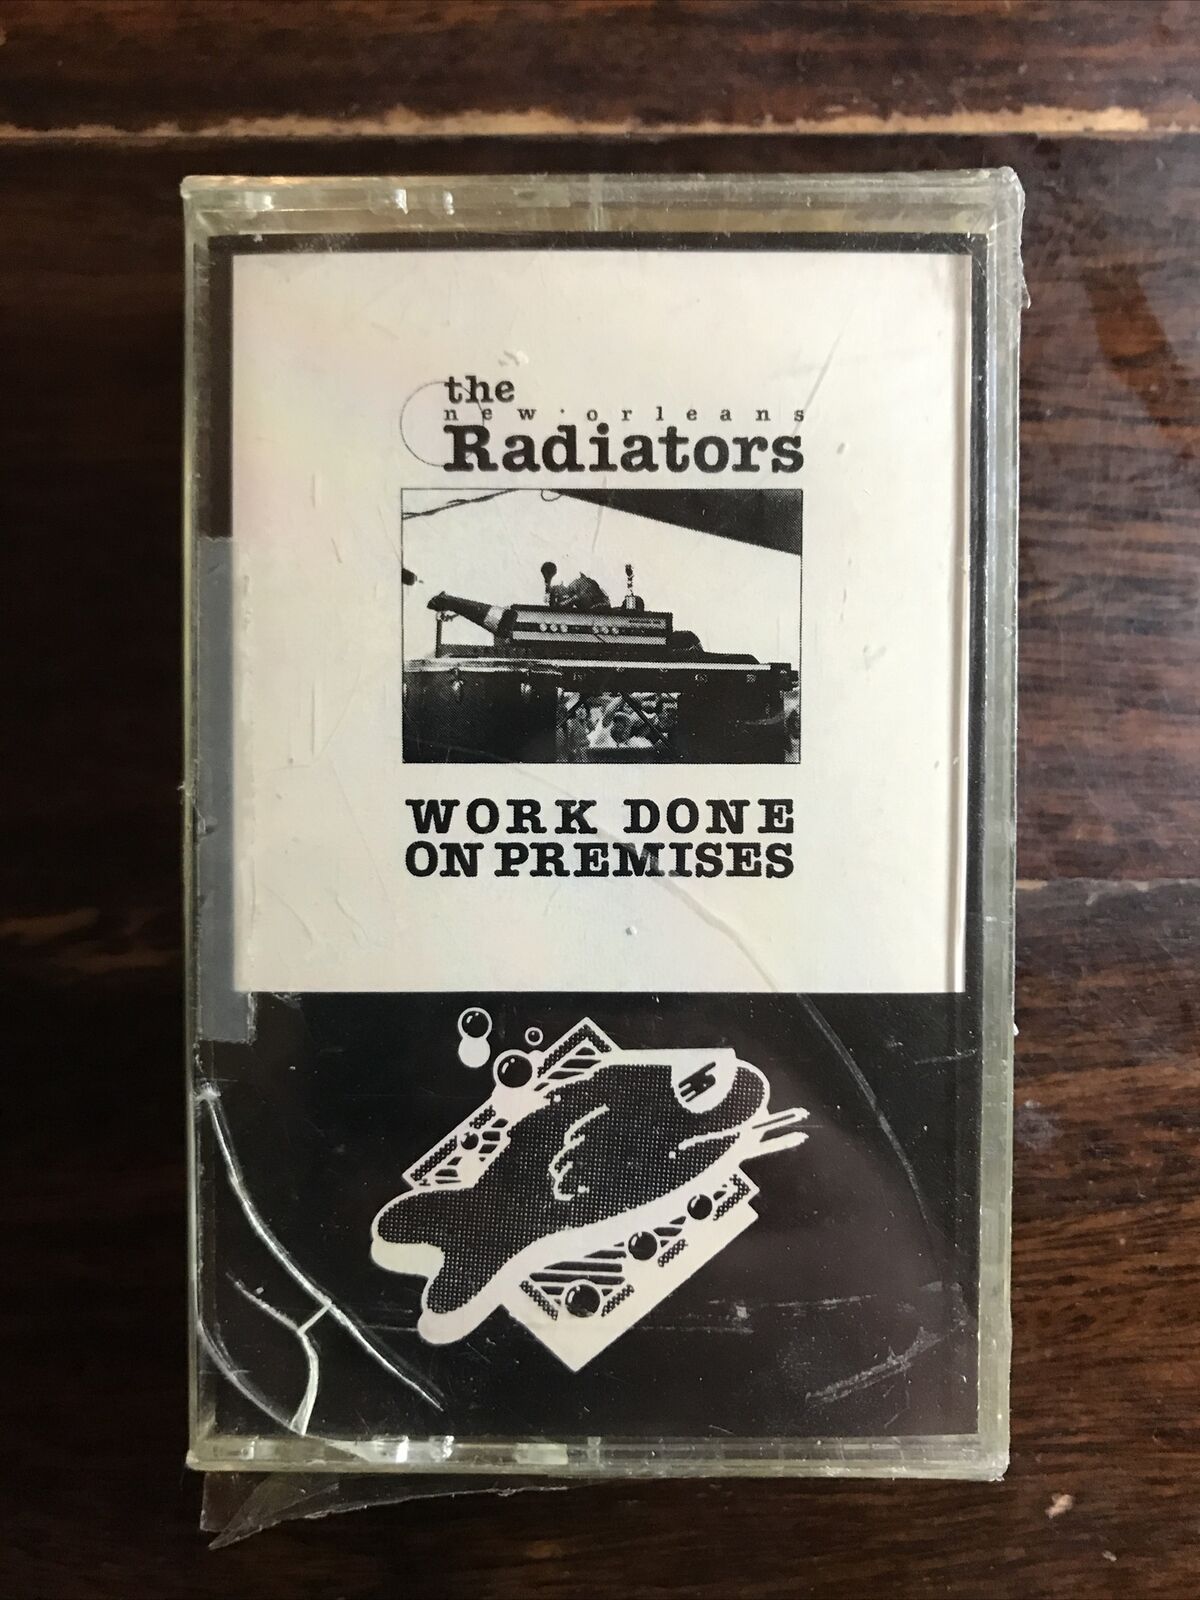 the
new·orleans
Radiators
WORK DONE
ON PREMISES